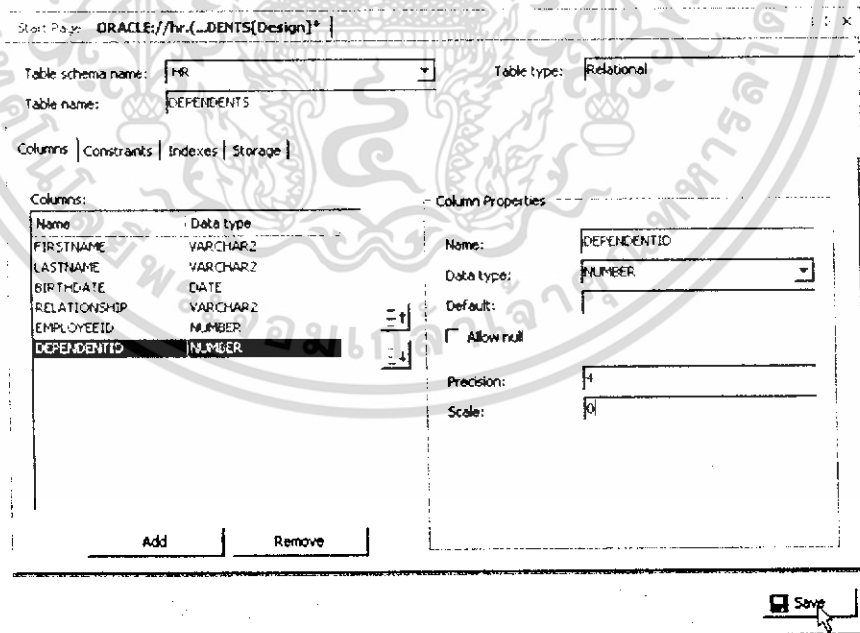 Start Page ORACLE://hr.(...DENTS[Design]*
Table schema name: HR Table type: Relational
Table name: DEPENDENTS
Columns Constraints Indexes Storage
Columns: Column Properties
Name Data type
FIRSTNAME VARCHAR2 Name: DEPENDENTID
LASTNAME VARCHAR2 Data type: NUMBER
BIRTHDATE DATE Default:
RELATIONSHIP VARCHAR2 Allow null
EMPLOYEEID NUMBER
DEPENDENTID NUMBER
Precision: 4
Scale: 0
Add Remove
Save